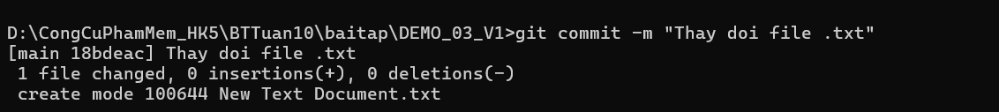 D:\CongCuPhamMem_HK5\BTTuan10\baitap\DEMO_03_V1>git commit -m "Thay doi file .txt"
[main 18bdeac] Thay doi file .txt
 1 file changed, 0 insertions(+), 0 deletions(-)
 create mode 100644 New Text Document.txt